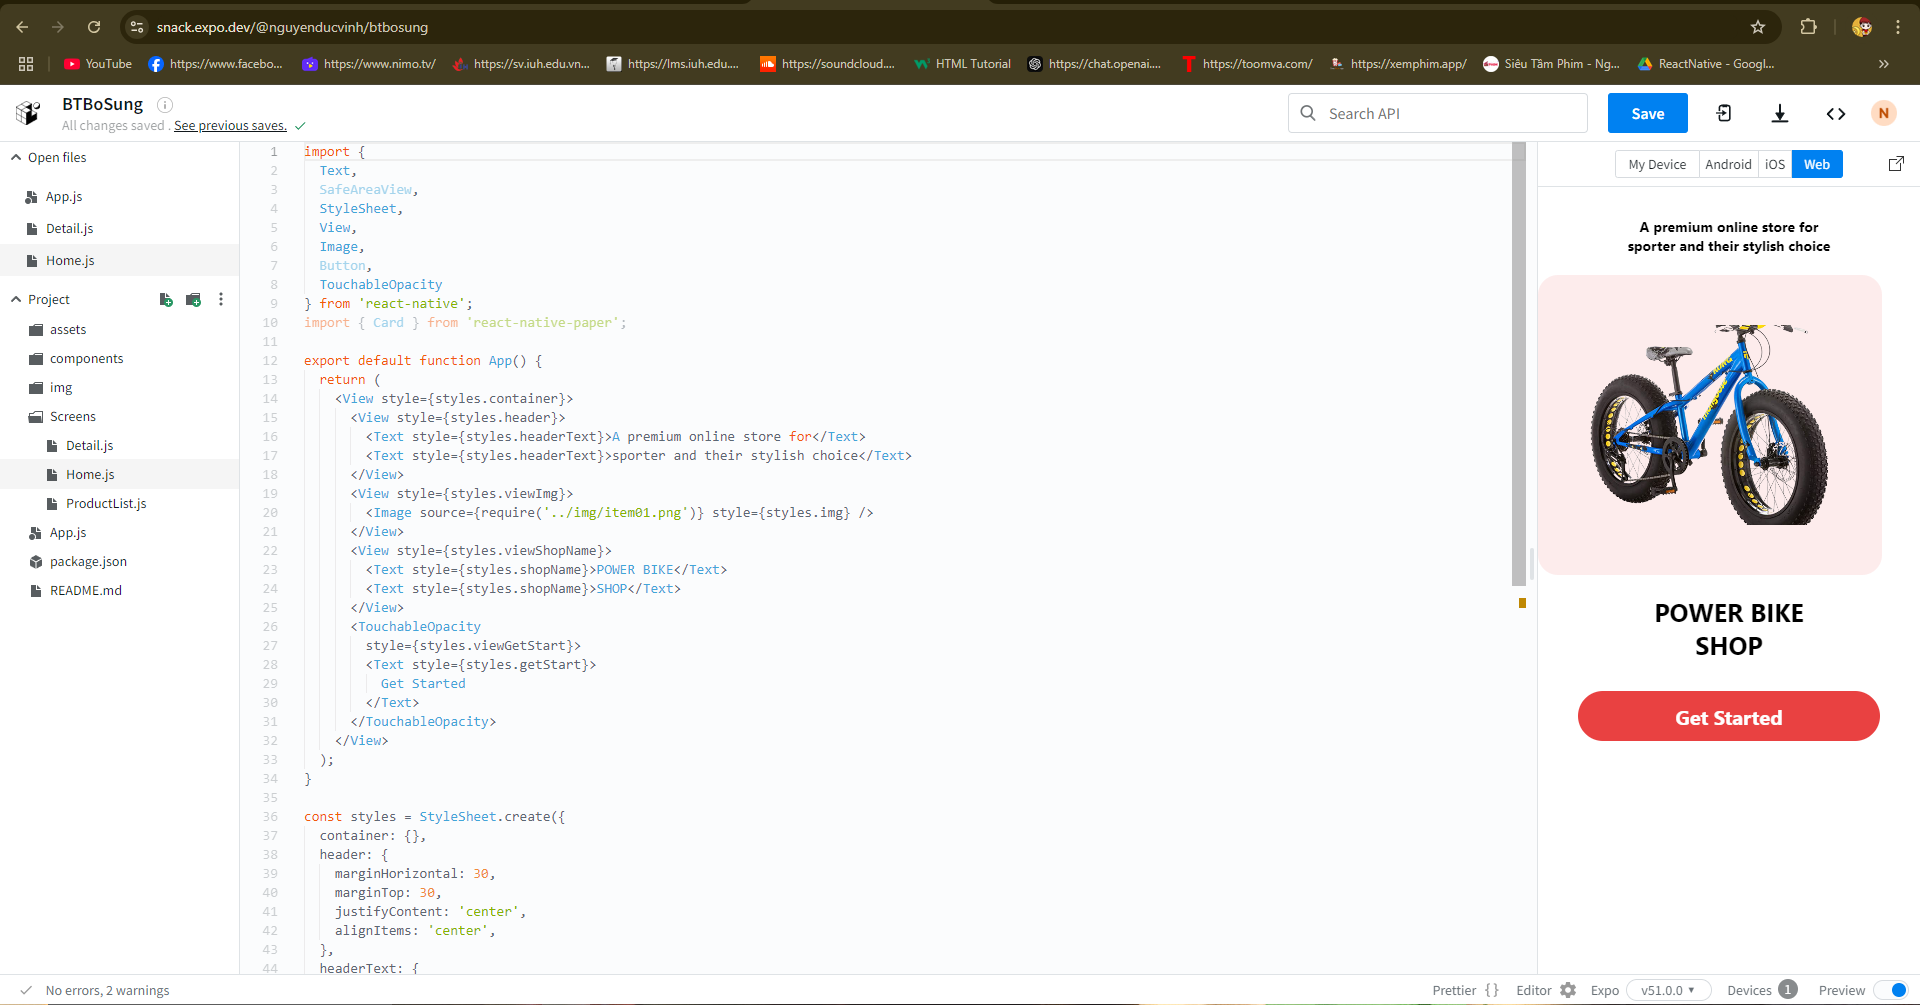 snack.expo.dev/@nguyenducvinh/btbosung
YouTube
https://www.facebo...
https://www.nimo.tv/
https://sv.iuh.edu.vn...
https://lms.iuh.edu....
https://soundcloud....
HTML Tutorial
https://chat.openai....
https://toomva.com/
https://xemphim.app/
Siêu Tầm Phim - Ng...
ReactNative - Googl...
BTBoSung
All changes saved . See previous saves.
Search API
Save
N
Open files
App.js
Detail.js
Home.js
Project
assets
components
img
Screens
Detail.js
Home.js
ProductList.js
App.js
package.json
README.md
1 import {
2 Text,
3 SafeAreaView,
4 StyleSheet,
5 View,
6 Image,
7 Button,
8 TouchableOpacity
9 } from 'react-native';
10 import { Card } from 'react-native-paper';
11
12 export default function App() {
13 return (
14 <View style={styles.container}>
15 <View style={styles.header}>
16 <Text style={styles.headerText}>A premium online store for</Text>
17 <Text style={styles.headerText}>sporter and their stylish choice</Text>
18 </View>
19 <View style={styles.viewImg}>
20 <Image source={require('../img/item01.png')} style={styles.img} />
21 </View>
22 <View style={styles.viewShopName}>
23 <Text style={styles.shopName}>POWER BIKE</Text>
24 <Text style={styles.shopName}>SHOP</Text>
25 </View>
26 <TouchableOpacity
27 style={styles.viewGetStart}>
28 <Text style={styles.getStart}>
29 Get Started
30 </Text>
31 </TouchableOpacity>
32 </View>
33 );
34 }
35
36 const styles = StyleSheet.create({
37 container: {},
38 header: {
39 marginHorizontal: 30,
40 marginTop: 30,
41 justifyContent: 'center',
42 alignItems: 'center',
43 },
44 headerText: {
My Device
Android
iOS
Web
A premium online store for
sporter and their stylish choice
POWER BIKE
SHOP
Get Started
No errors, 2 warnings
Prettier { }
Editor
Expo
v51.0.0
Devices 1
Preview